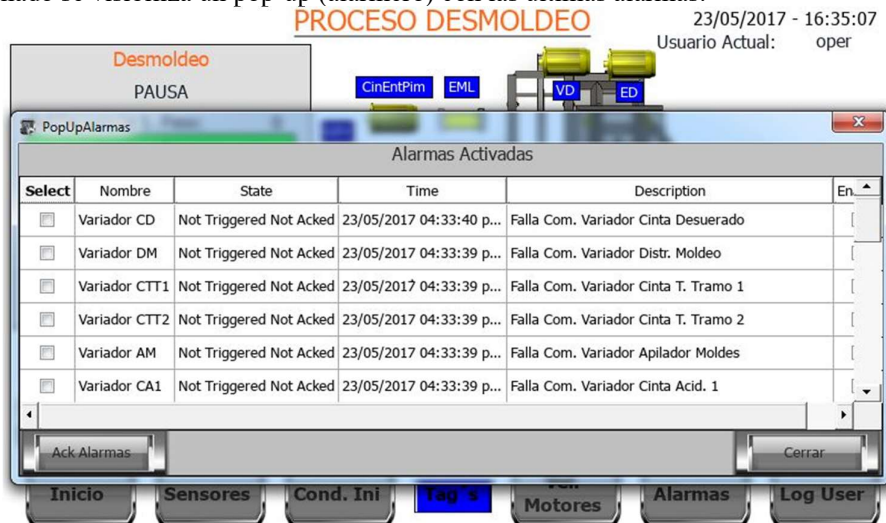 PROCESO DESMOLDEO
23/05/2017 - 16:35:07
Usuario Actual: oper
Desmoldeo
PAUSA
CinEntPim EML VD ED
PopUpAlarmas
Alarmas Activadas
Select Nombre State Time Description En.
Variador CD Not Triggered Not Acked 23/05/2017 04:33:40 p... Falla Com. Variador Cinta Desuerado
Variador DM Not Triggered Not Acked 23/05/2017 04:33:39 p... Falla Com. Variador Distr. Moldeo
Variador CTT1 Not Triggered Not Acked 23/05/2017 04:33:39 p... Falla Com. Variador Cinta T. Tramo 1
Variador CTT2 Not Triggered Not Acked 23/05/2017 04:33:39 p... Falla Com. Variador Cinta T. Tramo 2
Variador AM Not Triggered Not Acked 23/05/2017 04:33:39 p... Falla Com. Variador Apilador Moldes
Variador CA1 Not Triggered Not Acked 23/05/2017 04:33:39 p... Falla Com. Variador Cinta Acid. 1
Ack Alarmas Cerrar
Inicio Sensores Cond. Ini Tag's Motores Alarmas Log User